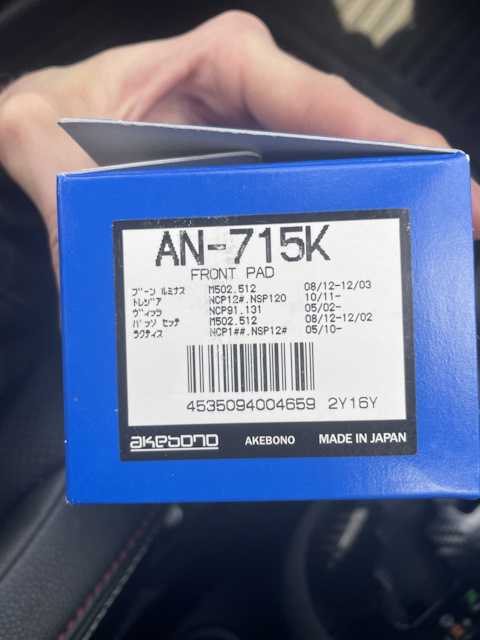 AN-715K
FRONT PAD
ブーン ルミナス M502.512 08/12-12/03
トレジア NCP12#.NSP120 10/11-
ヴィッツ NCP91.131 05/02-
パッソ セッテ M502.512 08/12-12/02
ラクティス NCP1##.NSP12# 05/10-
4535094004659 2Y16Y
akebono AKEBONO MADE IN JAPAN